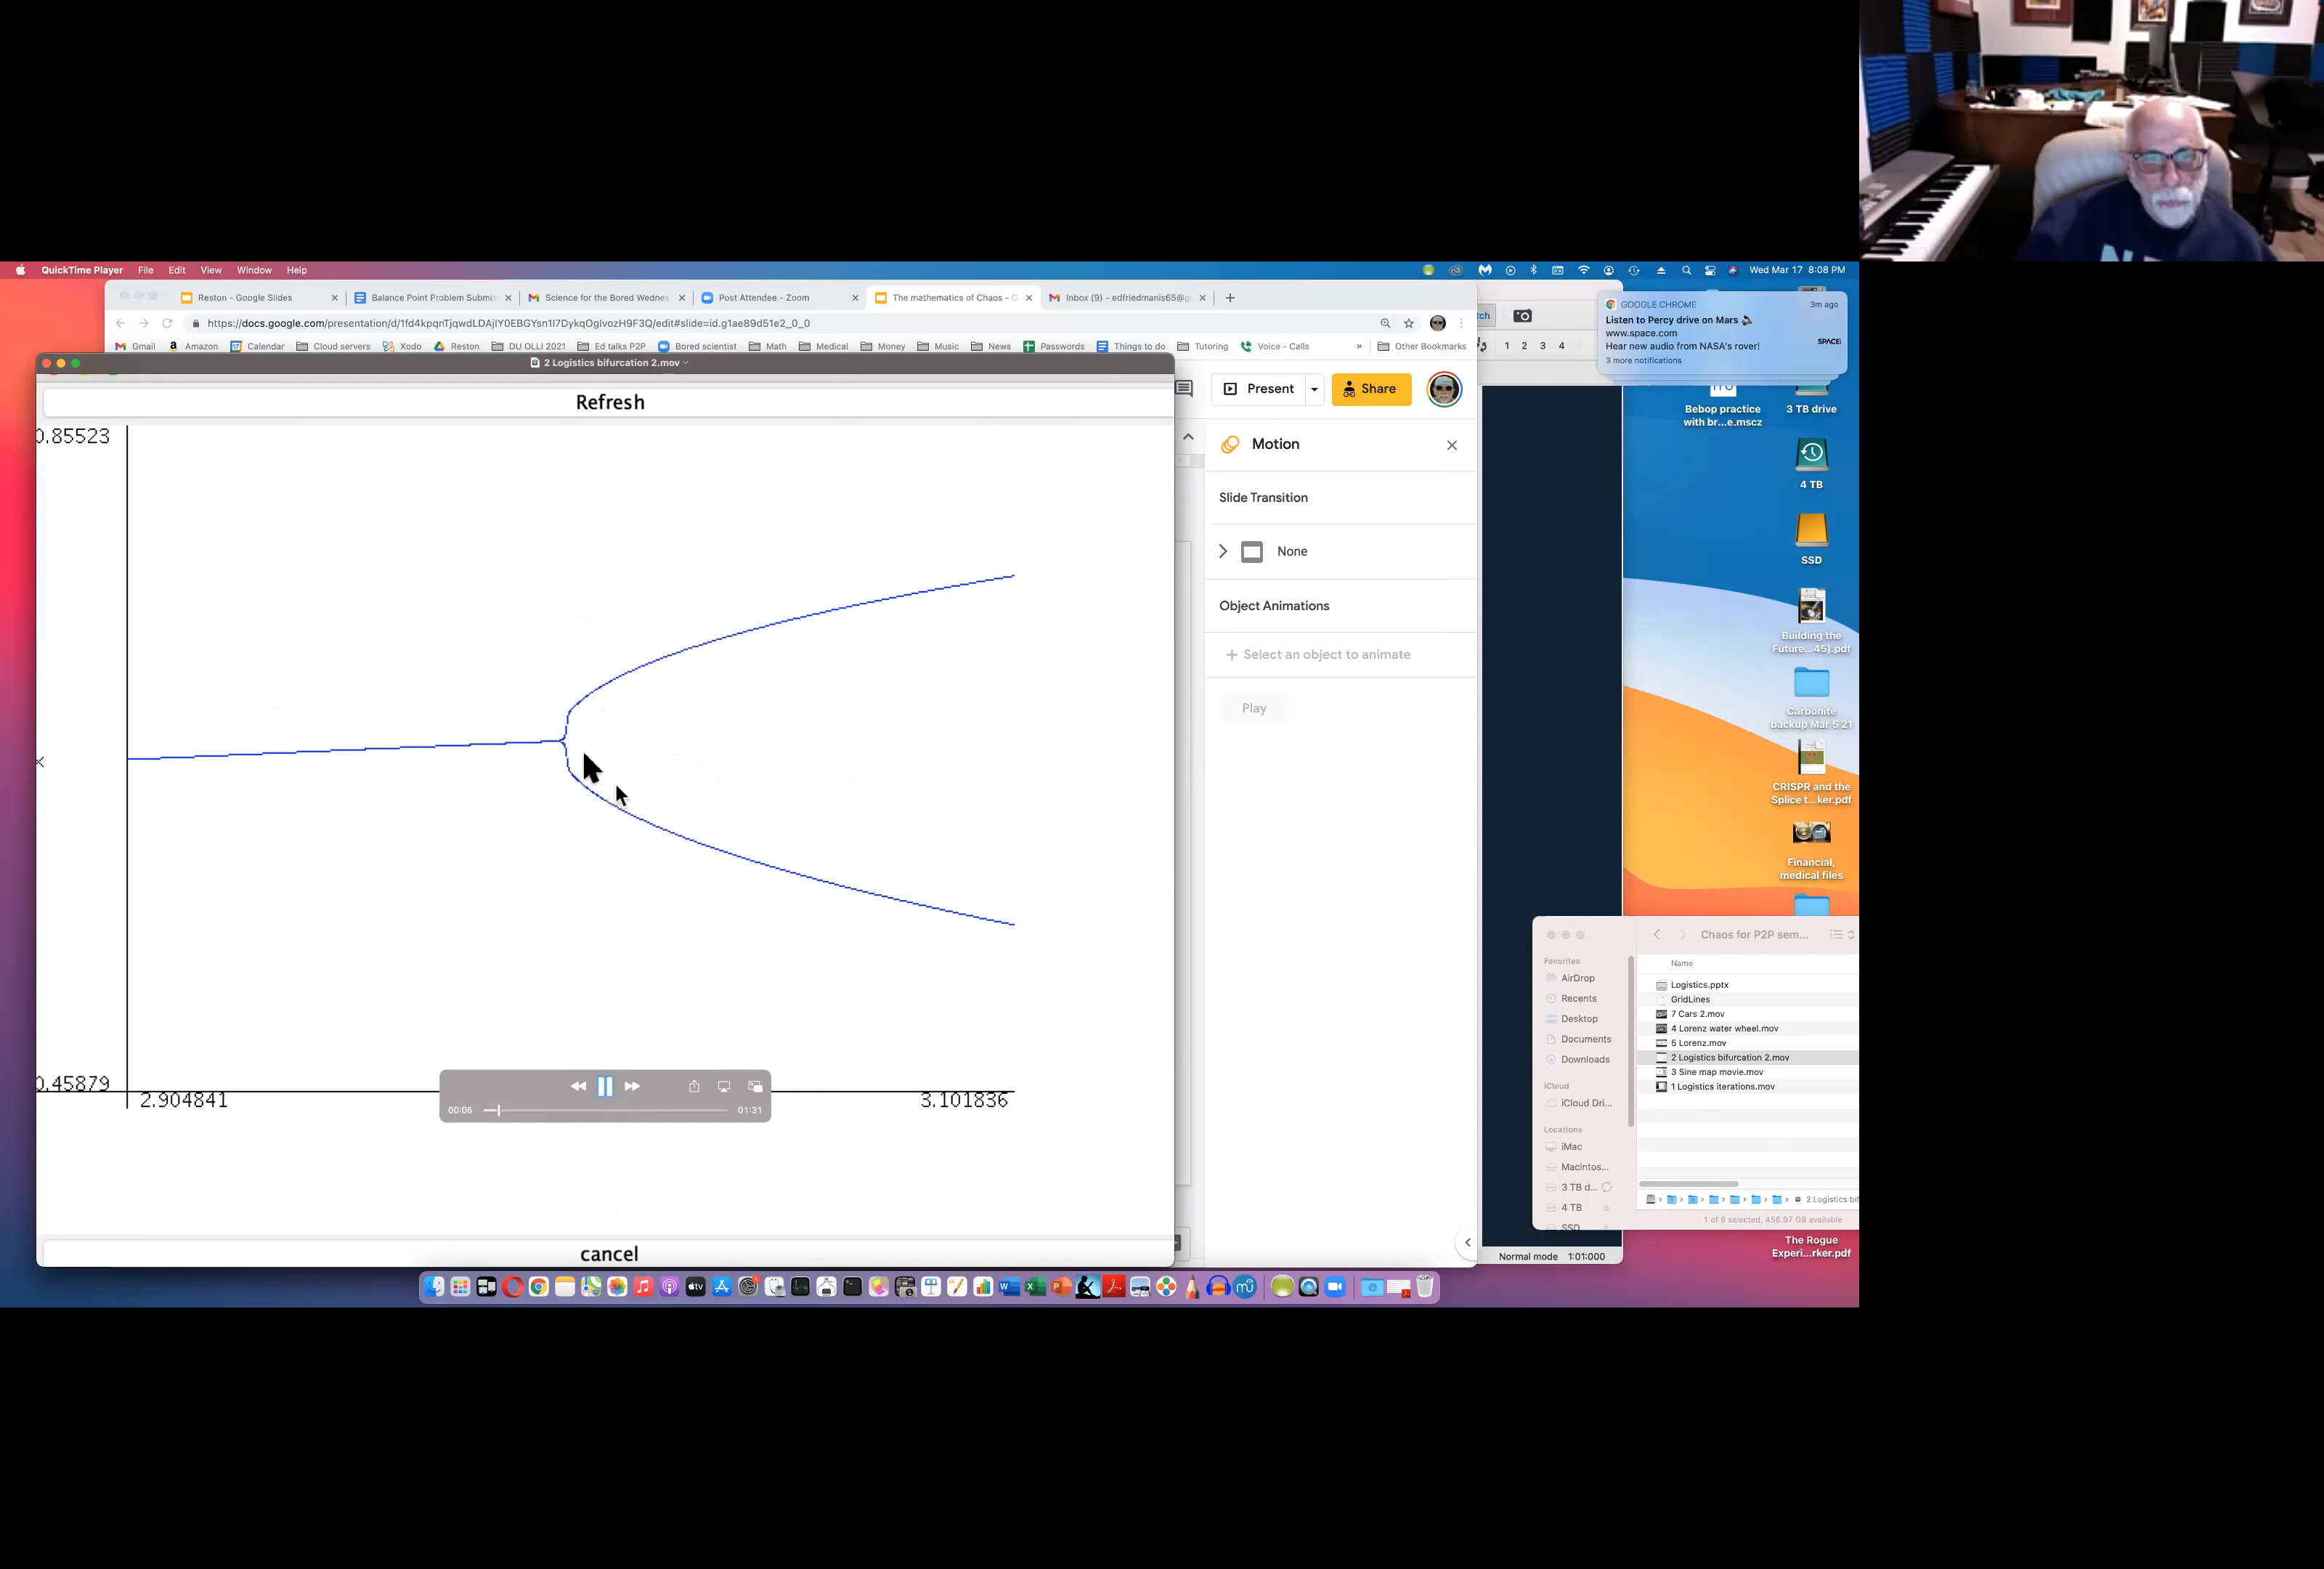 QuickTime Player File Edit View Window Help
Wed Mar 17 8:08 PM
Reston - Google Slides
Balance Point Problem Submi
Science for the Bored Wednes
Post Attendee - Zoom
The mathematics of Chaos - G
Inbox (9) - edfriedmanis65@g
https://docs.google.com/presentation/d/1fd4kpqnTjqwdLDAjIY0EBGYsn1I7DykqOgIvozH9F3Q/edit#slide=id.g1ae89d51e2_0_0
Gmail Amazon Calendar Cloud servers Xodo Reston DU OLLI 2021 Ed talks P2P Bored scientist Math Medical Money Music News Passwords Things to do Tutoring Voice - Calls » Other Bookmarks
1 2 3 4
GOOGLE CHROME 3m ago
Listen to Percy drive on Mars
www.space.com
Hear new audio from NASA's rover!
3 more notifications
SPACE
2 Logistics bifurcation 2.mov
Refresh
0.85523
x
0.45879
2.904841
3.101836
00:05
01:31
cancel
Present
Share
Motion
Slide Transition
None
Object Animations
+ Select an object to animate
Play
Normal mode 1:01:000
Bebop practice
with br...e.mscz
3 TB drive
4 TB
SSD
Building the
Future...45).pdf
Carbonite
backup Mar 5 21
CRISPR and the
Splice t...ker.pdf
Financial,
medical files
Chaos for P2P sem...
Favorites
AirDrop
Recents
Desktop
Documents
Downloads
iCloud
iCloud Dri...
Locations
iMac
Macintos...
3 TB d...
4 TB
SSD
Name
Logistics.pptx
GridLines
7 Cars 2.mov
4 Lorenz water wheel.mov
5 Lorenz.mov
2 Logistics bifurcation 2.mov
3 Sine map movie.mov
1 Logistics iterations.mov
2 Logistics bif
1 of 8 selected, 456.97 GB available
The Rogue
Experi...rker.pdf